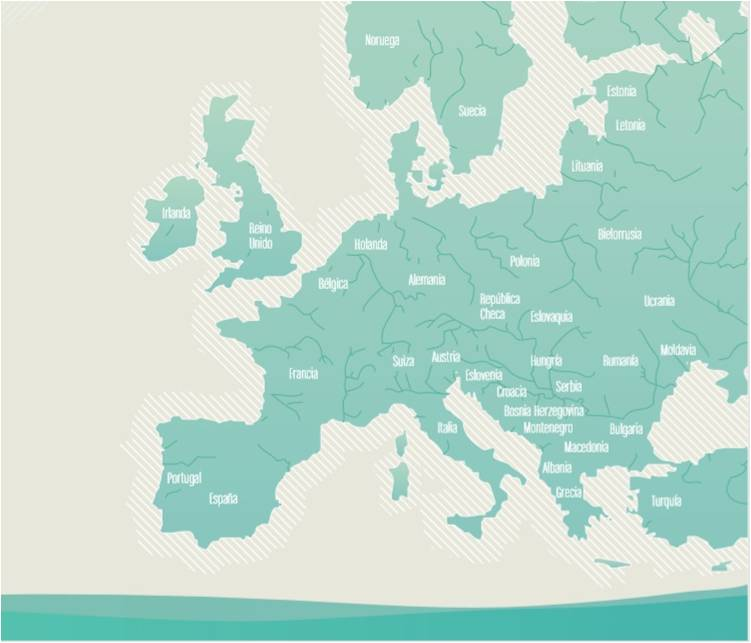 Noruega
Suecia
Estonia
Letonia
Lituania
Irlanda
Reino
Unido
Holanda
Bélgica
Alemania
Polonia
Bielorrusia
República
Checa
Eslovaquia
Ucrania
Francia
Suiza
Austria
Eslovenia
Hungría
Rumanía
Moldavia
Croacia
Serbia
Bosnia Herzegovina
Montenegro
Bulgaria
Italia
Macedonia
Albania
Grecia
Portugal
España
Turquía